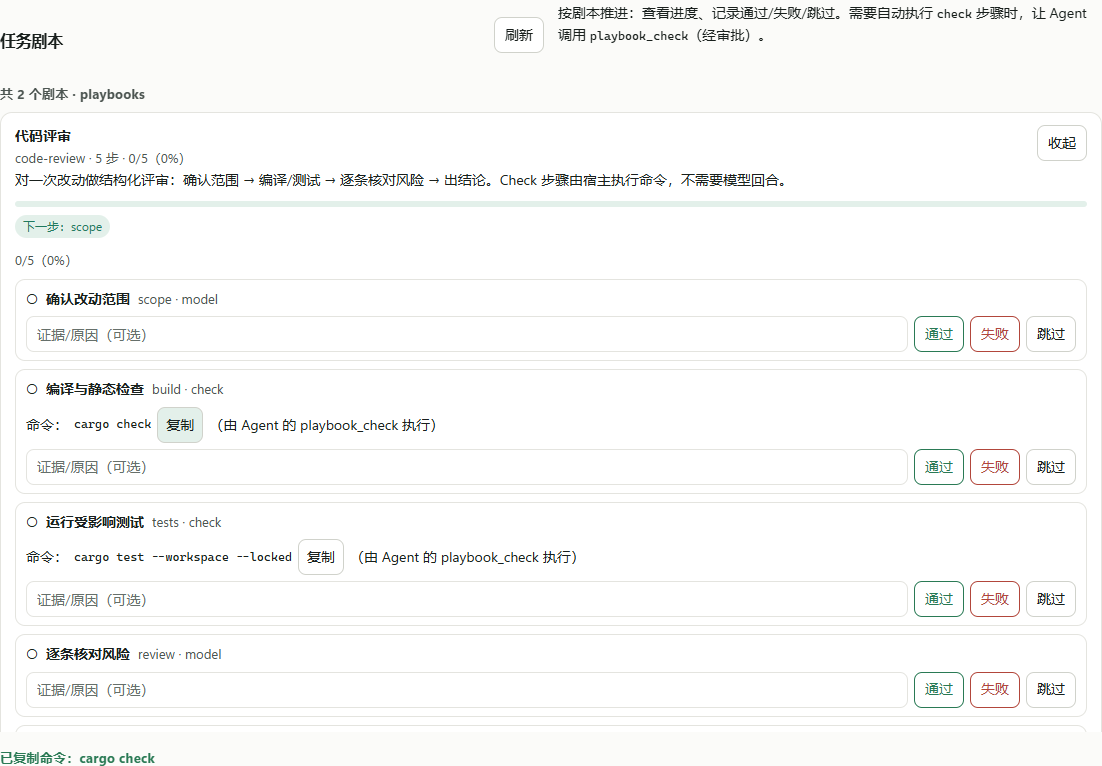 任务剧本
刷新
按剧本推进：查看进度、记录通过/失败/跳过。需要自动执行 check 步骤时，让 Agent
调用 playbook_check（经审批）。
共 2 个剧本 · playbooks
代码评审
code-review · 5 步 · 0/5（0%）
收起
对一次改动做结构化评审：确认范围 → 编译/测试 → 逐条核对风险 → 出结论。Check 步骤由宿主执行命令，不需要模型回合。
下一步：scope
0/5（0%）
确认改动范围 scope · model
证据/原因（可选） 通过 失败 跳过
编译与静态检查 build · check
命令： cargo check 复制 （由 Agent 的 playbook_check 执行）
证据/原因（可选） 通过 失败 跳过
运行受影响测试 tests · check
命令： cargo test --workspace --locked 复制 （由 Agent 的 playbook_check 执行）
证据/原因（可选） 通过 失败 跳过
逐条核对风险 review · model
证据/原因（可选） 通过 失败 跳过
已复制命令：cargo check